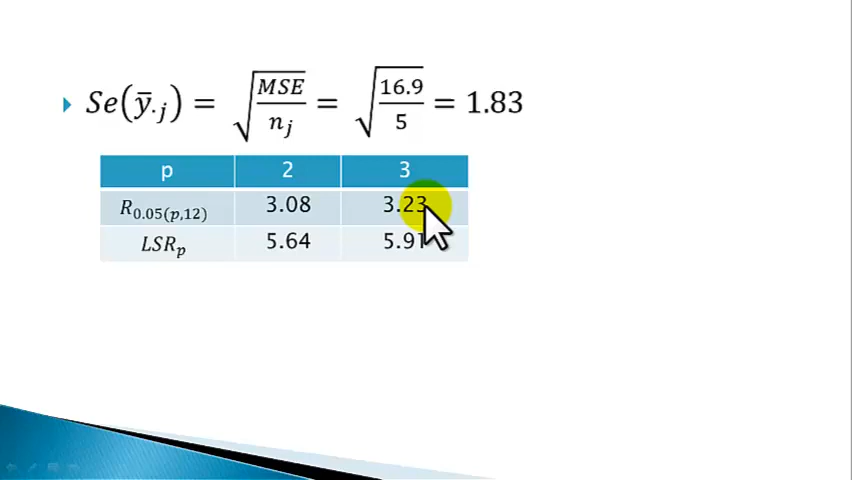 Se(ȳ.j) = √(MSE/nj) = √(16.9/5) = 1.83
p 2 3
R0.05(p,12) 3.08 3.23
LSRp 5.64 5.91